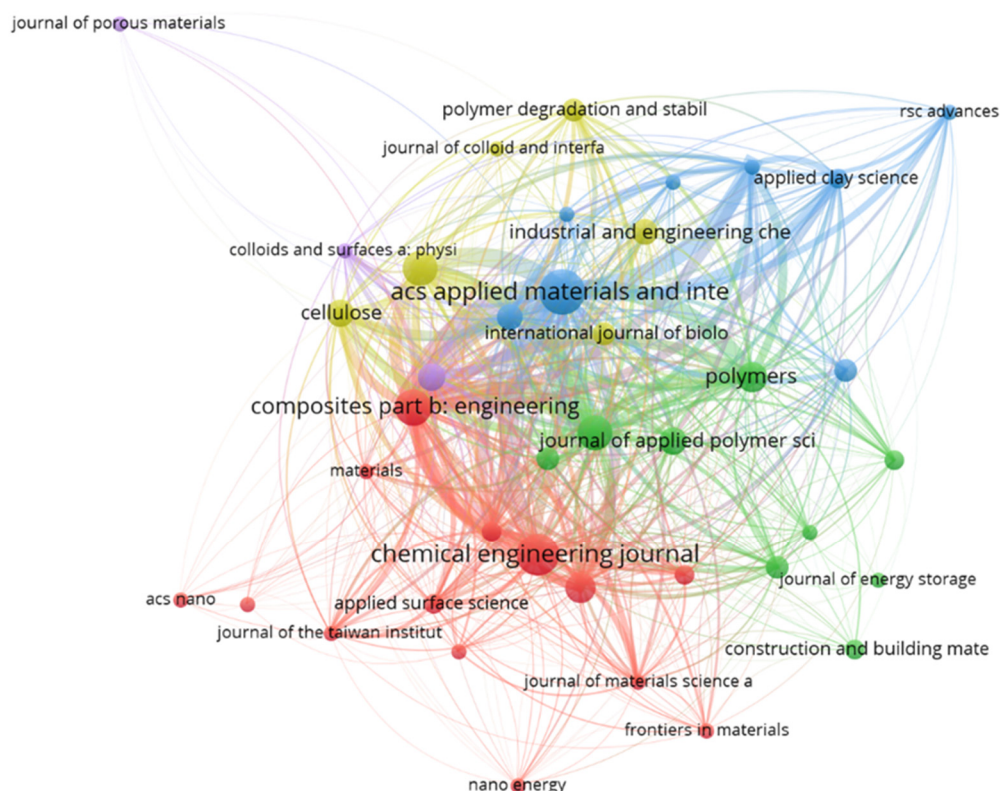 journal of porous materials
polymer degradation and stabil
rsc advances
journal of colloid and interfa
applied clay science
industrial and engineering che
colloids and surfaces a: physi
acs applied materials and inte
cellulose
international journal of biolo
polymers
composites part b: engineering
journal of applied polymer sci
materials
chemical engineering journal
journal of energy storage
acs nano
applied surface science
journal of the taiwan institut
construction and building mate
journal of materials science a
frontiers in materials
nano energy